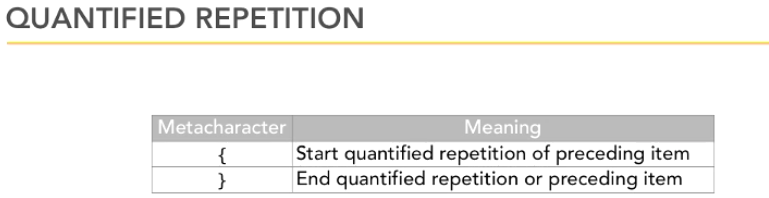 QUANTIFIED REPETITION
Metacharacter Meaning
{ Start quantified repetition of preceding item
} End quantified repetition or preceding item